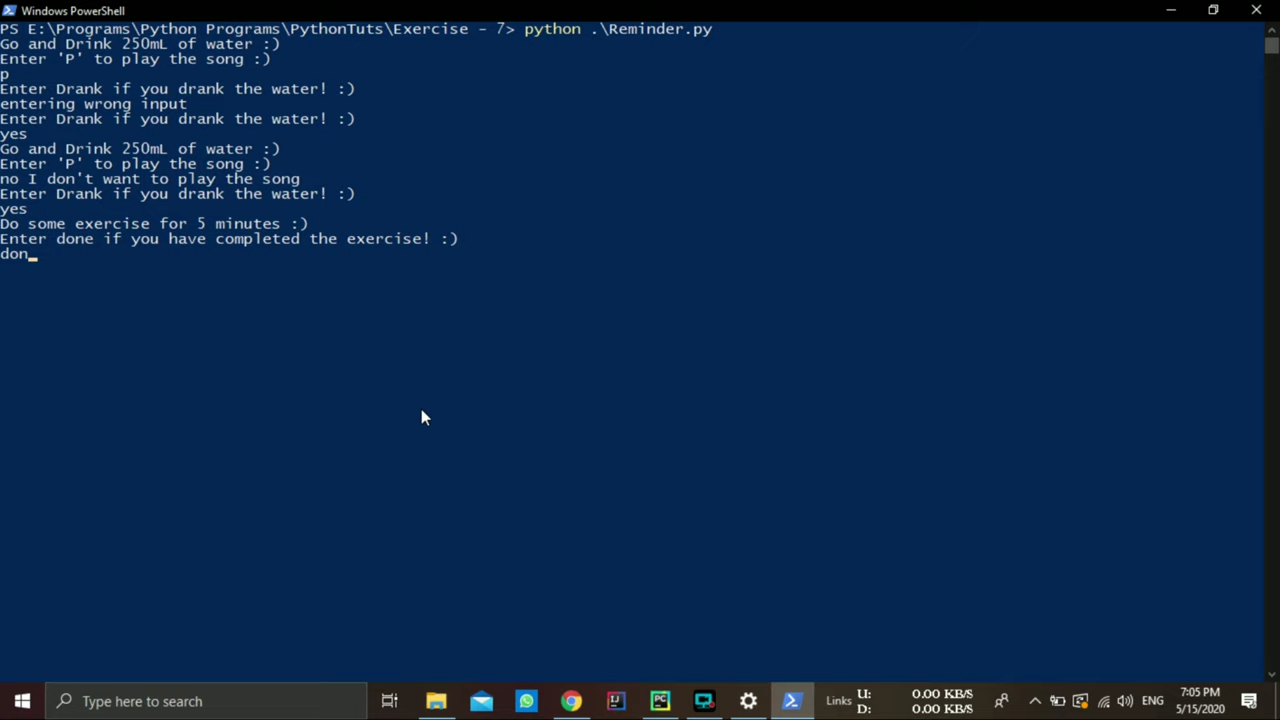 Windows PowerShell
PS E:\Programs\Python Programs\PythonTuts\Exercise - 7> python .\Reminder.py
Go and Drink 250mL of water :)
Enter 'P' to play the song :)
p
Enter Drank if you drank the water! :)
entering wrong input
Enter Drank if you drank the water! :)
yes
Go and Drink 250mL of water :)
Enter 'P' to play the song :)
no I don't want to play the song
Enter Drank if you drank the water! :)
yes
Do some exercise for 5 minutes :)
Enter done if you have completed the exercise! :)
don_
Type here to search
Links
U: 0.00 KB/S
D: 0.00 KB/S
ENG
7:05 PM
5/15/2020